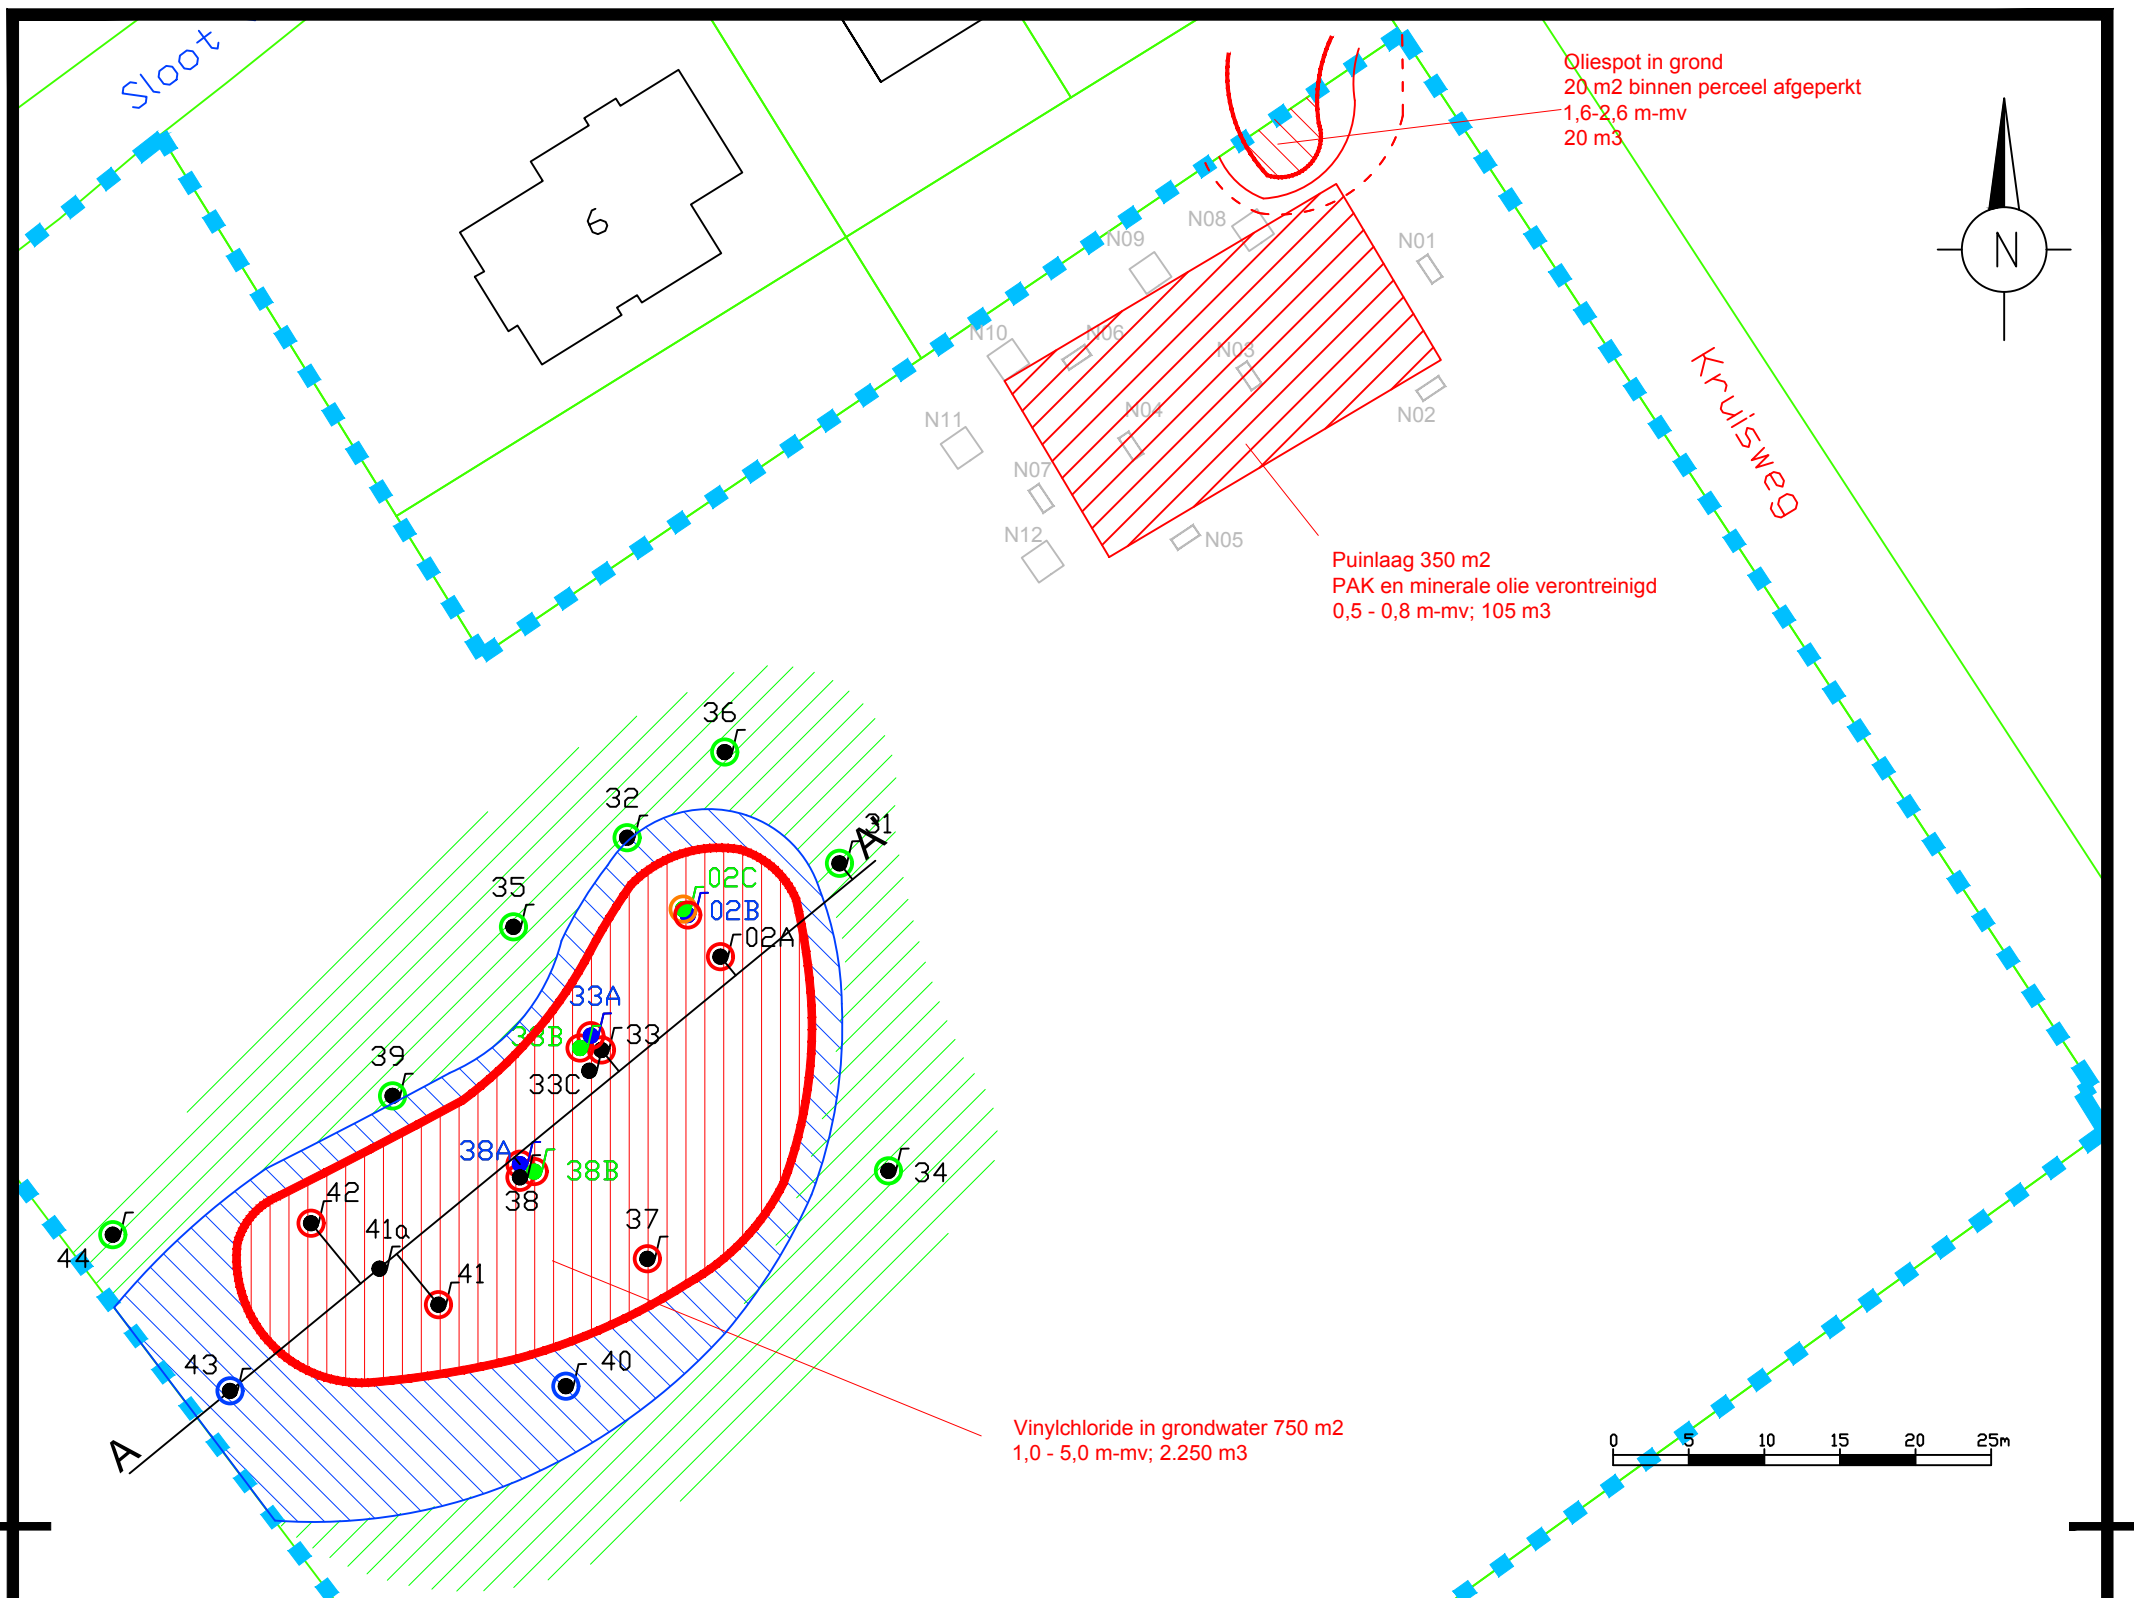 Sloot
6
Oliespot in grond
20 m2 binnen perceel afgeperkt
1,6-2,6 m-mv
20 m3
N
N08
N09
N01
N10
N06
N03
N02
N11
N04
N07
N12
N05
Kruisweg
Puinlaag 350 m2
PAK en minerale olie verontreinigd
0,5 - 0,8 m-mv; 105 m3
36
32
31
A'
35
02C
02B
02A
33A
33B
33
33C
39
38A
38B
38
34
42
41a
37
41
44
43
40
A
Vinylchloride in grondwater 750 m2
1,0 - 5,0 m-mv; 2.250 m3
0 5 10 15 20 25m